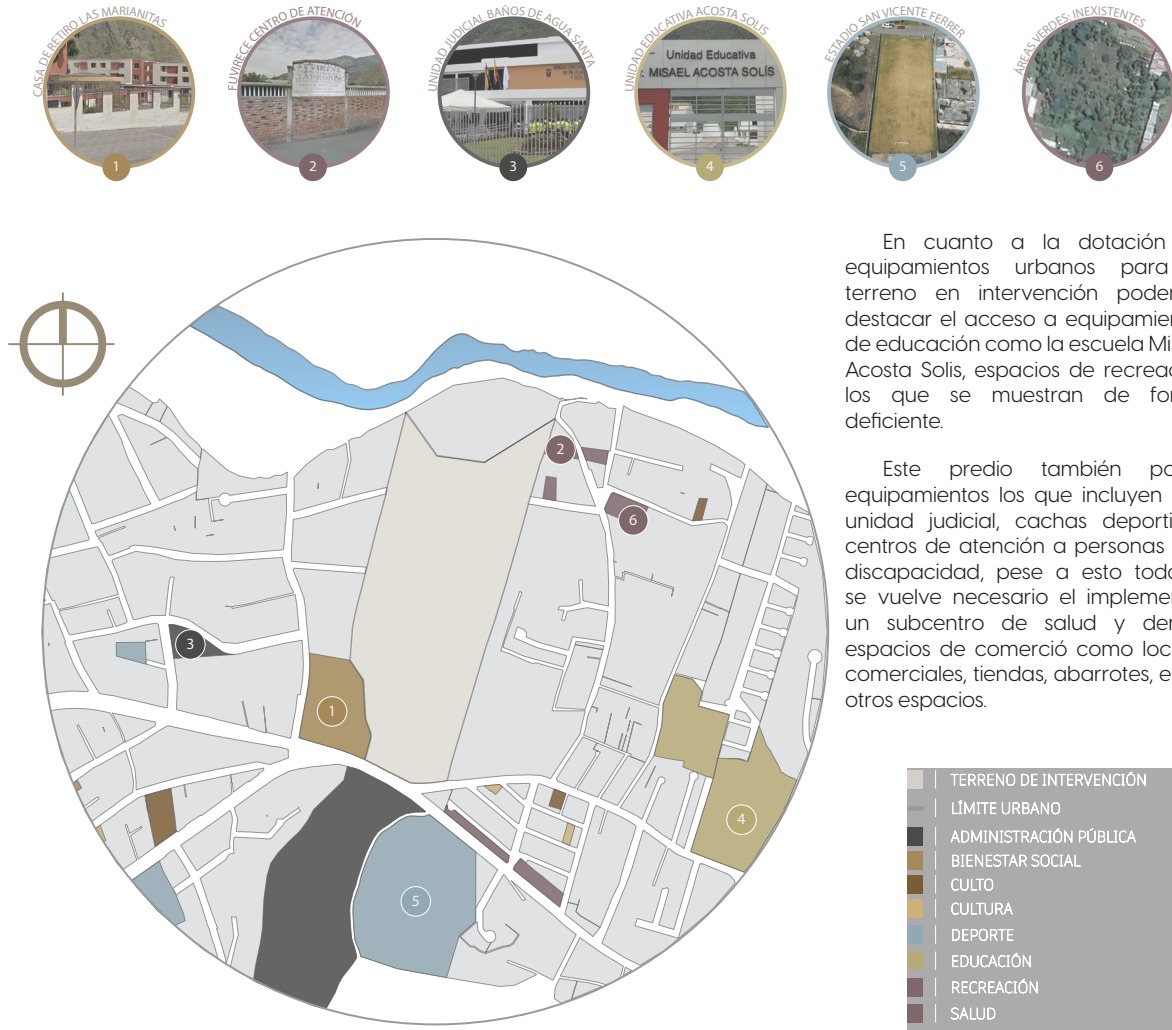 CASA DE RETIRO LAS MARIANITAS
1
FUVIRECE CENTRO DE ATENCIÓN
2
UNIDAD JUDICIAL BAÑOS DE AGUA SANTA
3
UNIDAD EDUCATIVA ACOSTA SOLIS
Unidad Educativa
. MISAEL ACOSTA SOLÍS
4
ESTADIO SAN VICENTE FERRER
5
ÁREAS VERDES: INEXISTENTES
6
En cuanto a la dotación
equipamientos urbanos para
terreno en intervención poder
destacar el acceso a equipamien
de educación como la escuela Mi
Acosta Solis, espacios de recreac
los que se muestran de for
deficiente.
Este predio también po
equipamientos los que incluyen
unidad judicial, cachas deporti
centros de atención a personas
discapacidad, pese a esto tod
se vuelve necesario el implemen
un subcentro de salud y de
espacios de comerció como loc
comerciales, tiendas, abarrotes, e
otros espacios.
2
6
3
1
4
5
TERRENO DE INTERVENCIÓN
LÍMITE URBANO
ADMINISTRACIÓN PÚBLICA
BIENESTAR SOCIAL
CULTO
CULTURA
DEPORTE
EDUCACIÓN
RECREACIÓN
SALUD